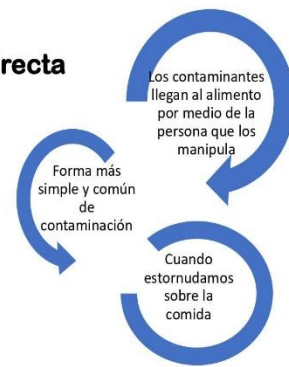 recta
Los contaminantes
llegan al alimento
por medio de la
persona que los
manipula
Forma más
simple y común
de
contaminación
Cuando
estornudamos
sobre la
comida